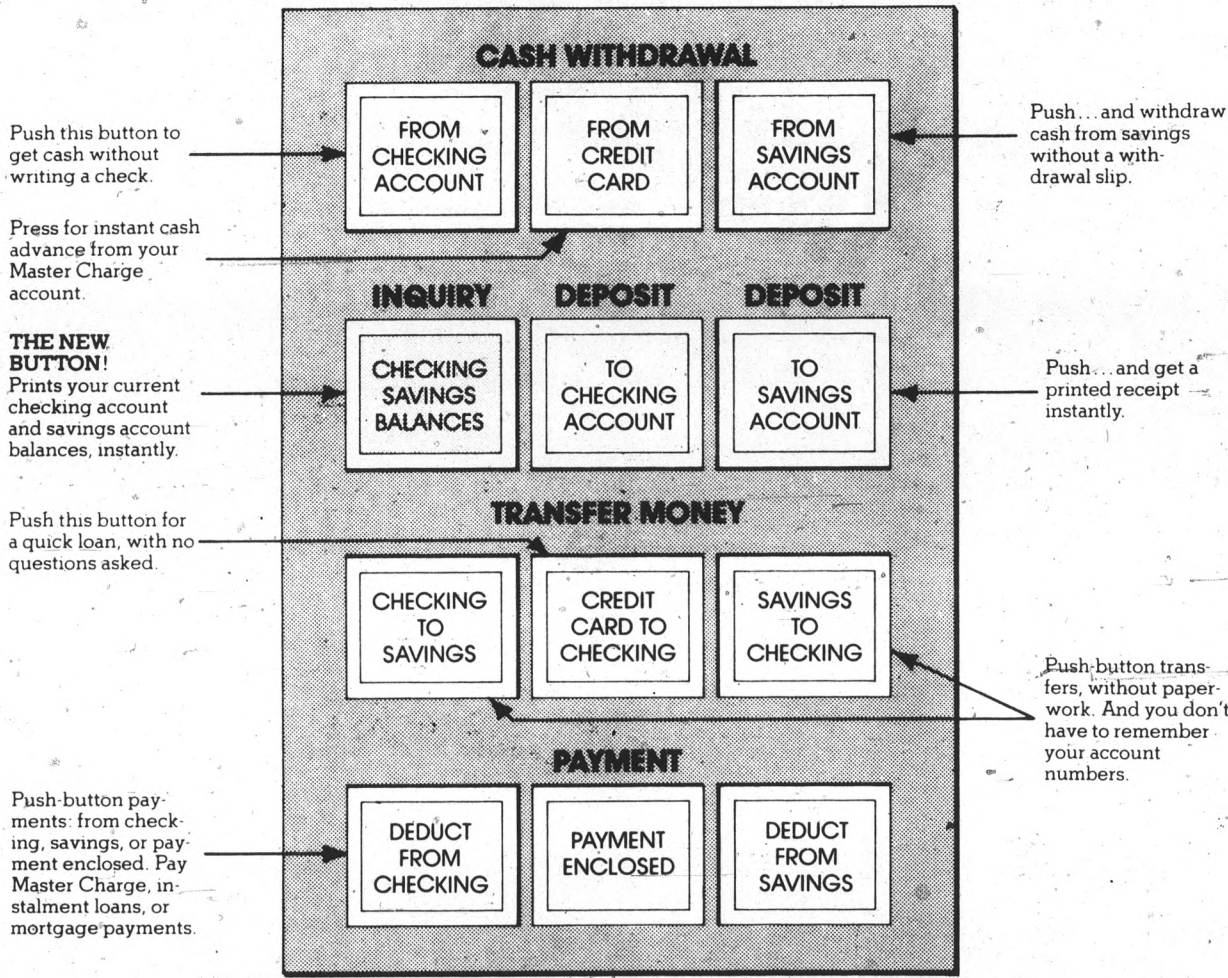 CASH WITHDRAWAL
Push this button to
get cash without
writing a check.
FROM
CHECKING
ACCOUNT
FROM
CREDIT
CARD
FROM
SAVINGS
ACCOUNT
Push...and withdraw
cash from savings
without a with-
drawal slip.
Press for instant cash
advance from your
Master Charge
account.
INQUIRY
DEPOSIT
DEPOSIT
THE NEW
BUTTON!
Prints your current
checking account
and savings account
balances, instantly.
CHECKING
SAVINGS
BALANCES
TO
CHECKING
ACCOUNT
TO
SAVINGS
ACCOUNT
Push...and get a
printed receipt
instantly.
TRANSFER MONEY
Push this button for
a quick loan, with no
questions asked.
CHECKING
TO
SAVINGS
CREDIT
CARD TO
CHECKING
SAVINGS
TO
CHECKING
Push-button trans-
fers, without paper-
work. And you don't
have to remember
your account
numbers.
PAYMENT
Push-button pay-
ments: from check-
ing, savings, or pay-
ment enclosed. Pay
Master Charge, in-
stalment loans, or
mortgage payments.
DEDUCT
FROM
CHECKING
PAYMENT
ENCLOSED
DEDUCT
FROM
SAVINGS